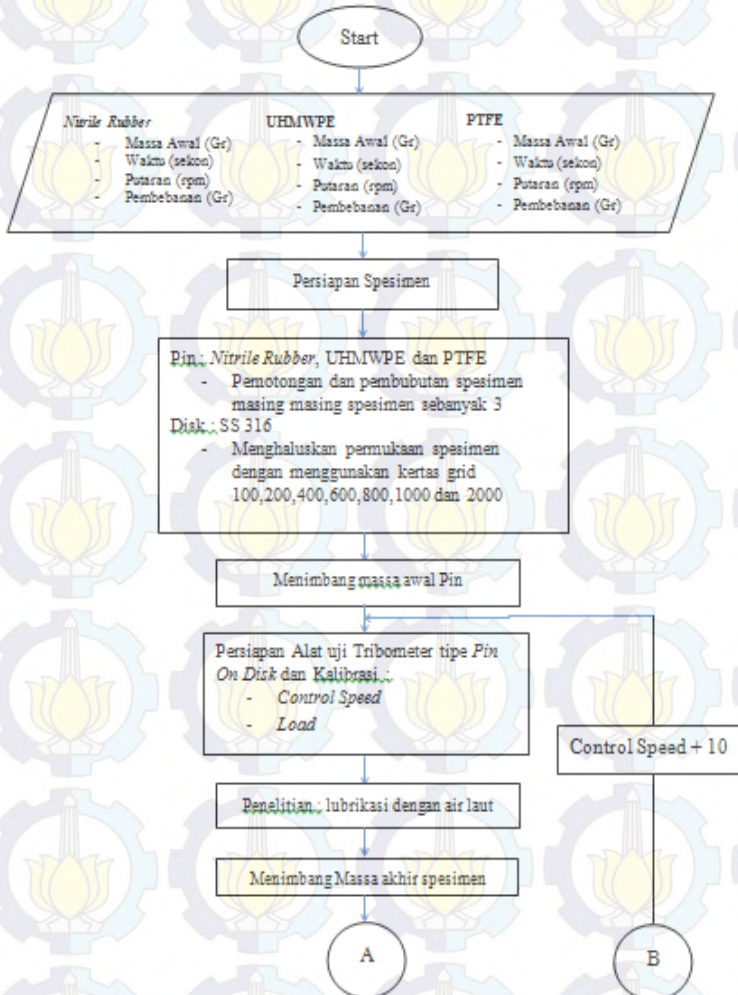 Start
Nitrile Rubber
- Massa Awal (Gr)
- Waktu (sekon)
- Putaran (rpm)
- Pembebanan (Gr)
UHMWPE
- Massa Awal (Gr)
- Waktu (sekon)
- Putaran (rpm)
- Pembebanan (Gr)
PTFE
- Massa Awal (Gr)
- Waktu (sekon)
- Putaran (rpm)
- Pembebanan (Gr)
Persiapan Spesimen
Pin : Nitrile Rubber, UHMWPE dan PTFE
- Pemotongan dan pembubutan spesimen
masing masing spesimen sebanyak 3
Disk : SS 316
- Menghaluskan permukaan spesimen
dengan menggunakan kertas grid
100,200,400,600,800,1000 dan 2000
Menimbang massa awal Pin
Persiapan Alat uji Tribometer tipe Pin
On Disk dan Kalibrasi :
- Control Speed
- Load
Control Speed + 10
Penelitian : lubrikasi dengan air laut
Menimbang Massa akhir spesimen
A
B